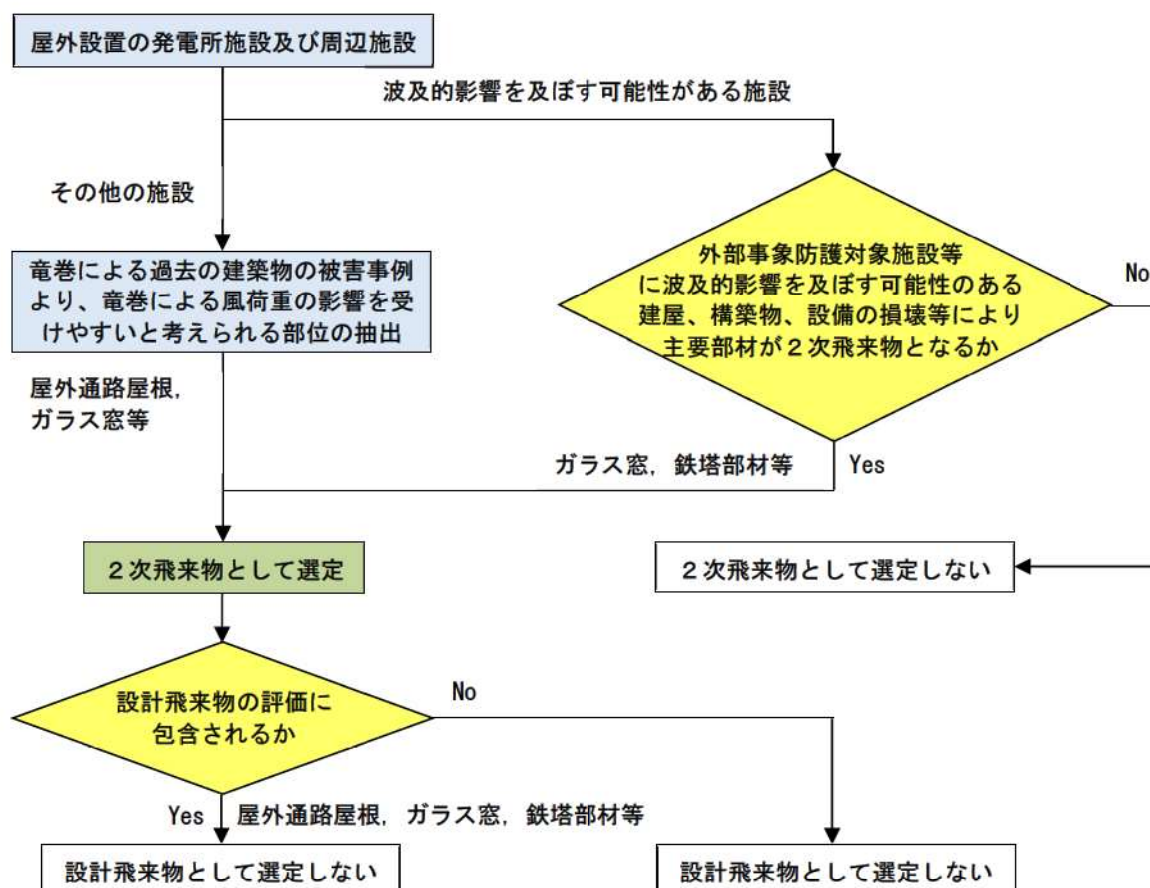 屋外設置の発電所施設及び周辺施設
波及的影響を及ぼす可能性がある施設
その他の施設
竜巻による過去の建築物の被害事例
より、竜巻による風荷重の影響を受
けやすいと考えられる部位の抽出
外部事象防護対象施設等
に波及的影響を及ぼす可能性のある
建屋、構築物、設備の損壊等により
主要部材が２次飛来物となるか
No
屋外通路屋根,
ガラス窓等
ガラス窓, 鉄塔部材等
Yes
２次飛来物として選定
２次飛来物として選定しない
設計飛来物の評価に
包含されるか
No
Yes
屋外通路屋根, ガラス窓, 鉄塔部材等
設計飛来物として選定しない
設計飛来物として選定しない